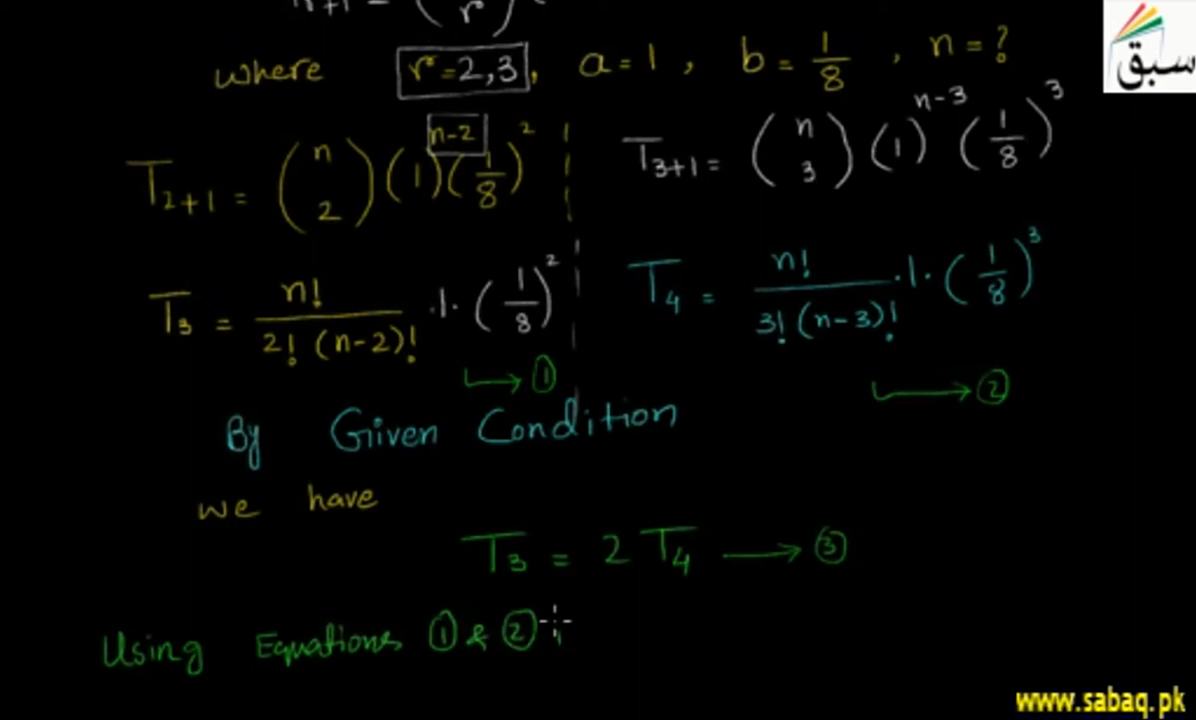 سبق
where r=2,3, a=1, b=1/8, n=?
T₂₊₁ = (n 2) (1)ⁿ⁻² (1/8)²
T₃₊₁ = (n 3) (1)ⁿ⁻³ (1/8)³
T₃ = n!/2!(n-2)! .1. (1/8)² → ①
T₄ = n!/3!(n-3)! .1. (1/8)³ → ②
By Given Condition
we have
T₃ = 2T₄ → ③
Using Equations ① & ②,
www.sabaq.pk